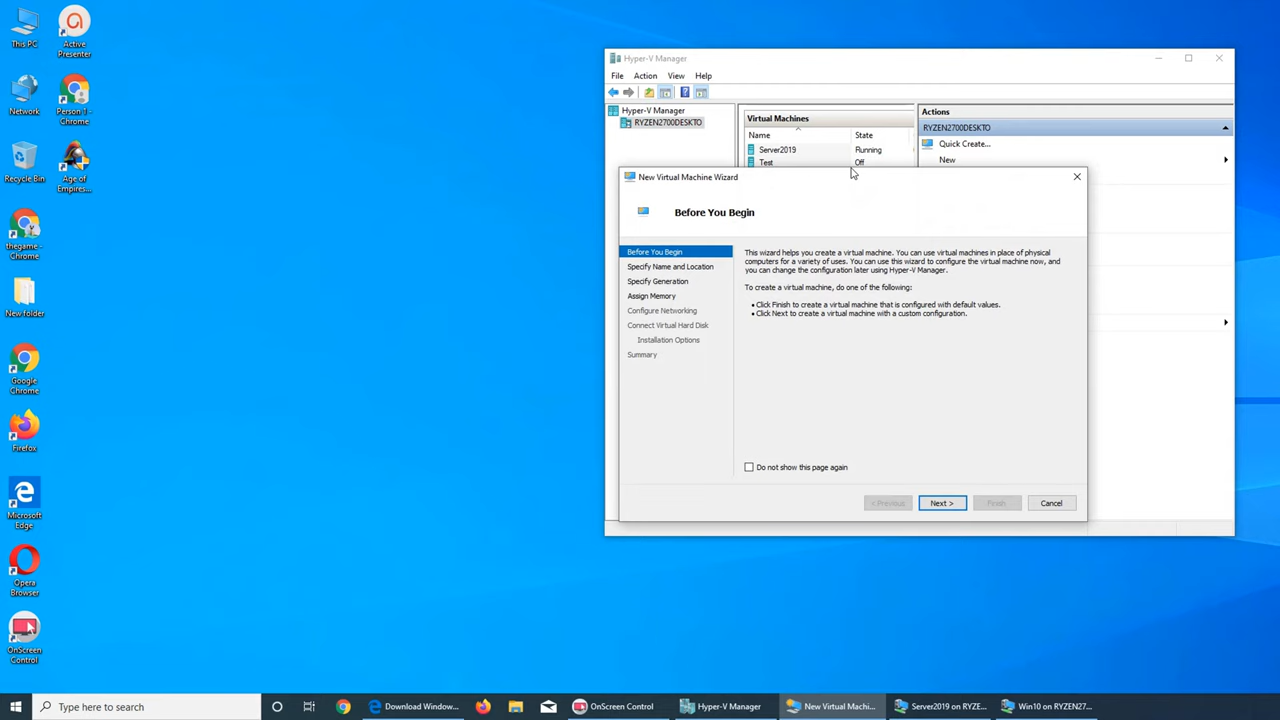 This PC
Active
Presenter
Network
Person 1 -
Chrome
Recycle Bin
Age of
Empires...
thegame -
Chrome
New folder
Google
Chrome
Firefox
Microsoft
Edge
Opera
Browser
OnScreen
Control
Hyper-V Manager
File Action View Help
Hyper-V Manager
RYZEN2700DESKTO
Virtual Machines
Name State
Server2019 Running
Test Off
Actions
RYZEN2700DESKTO
Quick Create...
New
New Virtual Machine Wizard
Before You Begin
Before You Begin
Specify Name and Location
Specify Generation
Assign Memory
Configure Networking
Connect Virtual Hard Disk
Installation Options
Summary
This wizard helps you create a virtual machine. You can use virtual machines in place of physical
computers for a variety of uses. You can use this wizard to configure the virtual machine now, and
you can change the configuration later using Hyper-V Manager.
To create a virtual machine, do one of the following:
• Click Finish to create a virtual machine that is configured with default values.
• Click Next to create a virtual machine with a custom configuration.
Do not show this page again
< Previous Next > Finish Cancel
Type here to search
Download Window...
OnScreen Control
Hyper-V Manager
New Virtual Machi...
Server2019 on RYZE...
Win10 on RYZEN27...